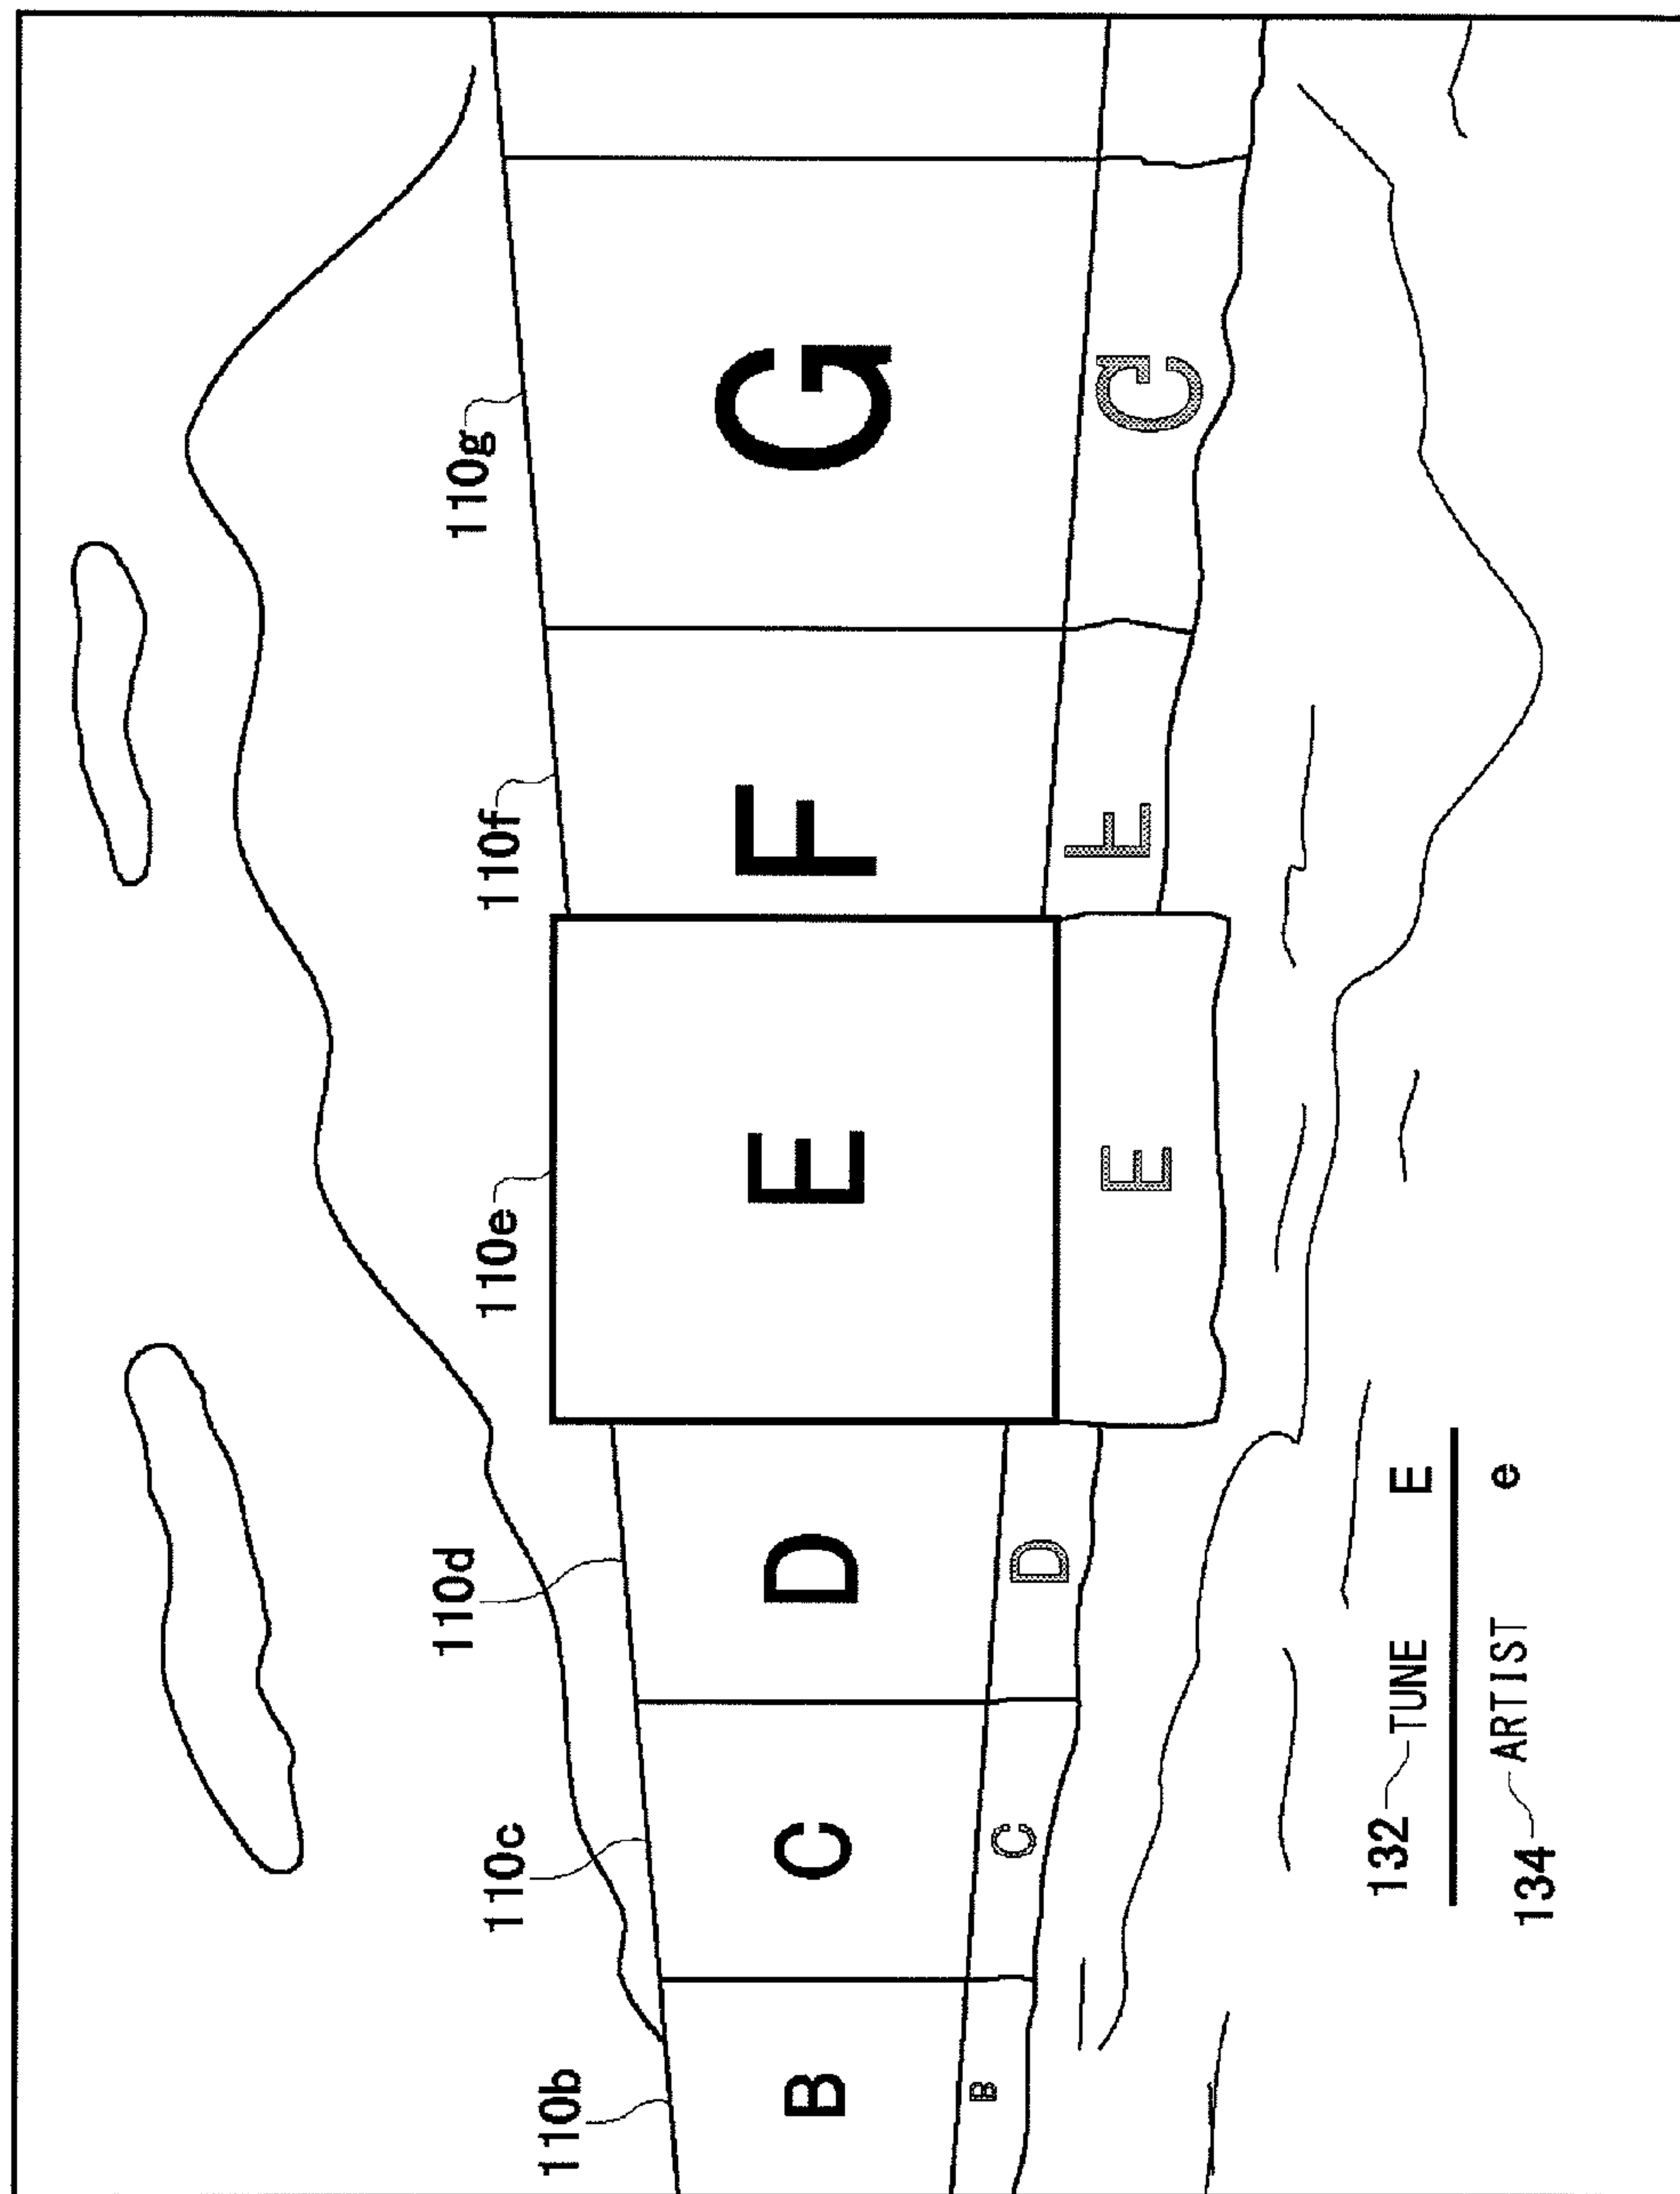 110b 110c 110d 110e 110f 110g
B C D E F G
B C D E F G
132 TUNE E
134 ARTIST e